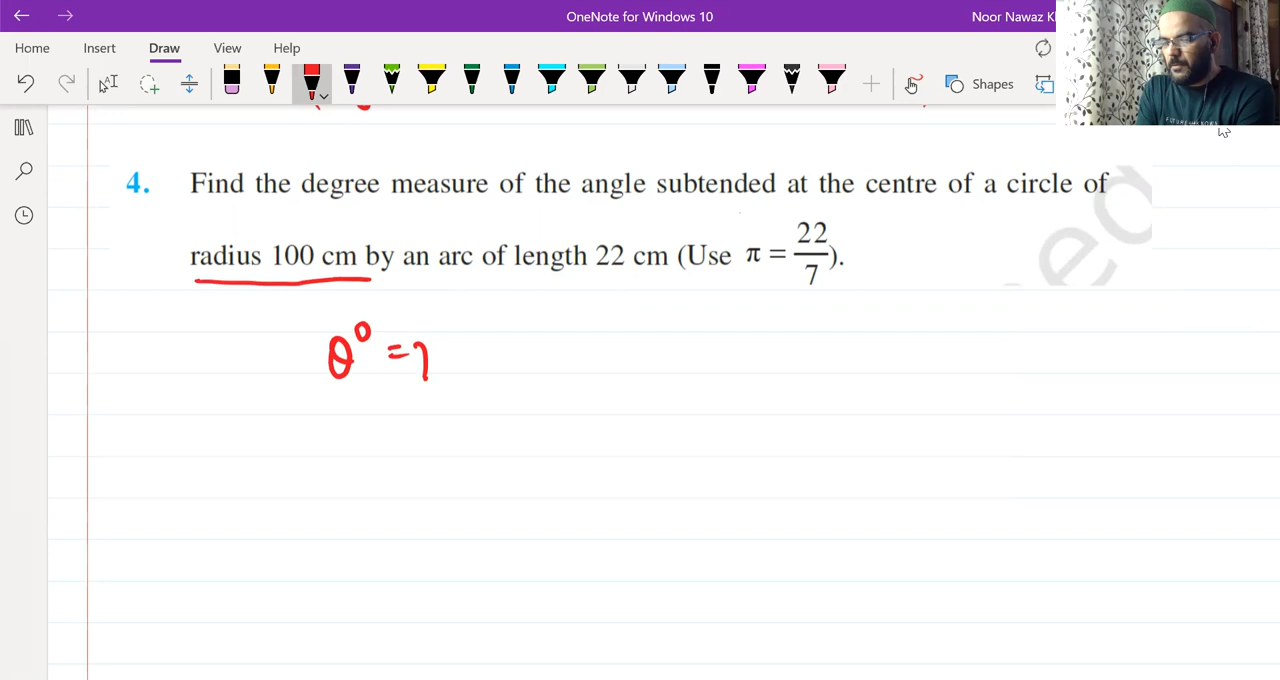 OneNote for Windows 10
Noor Nawaz Kh
Home Insert Draw View Help
Shapes
4. Find the degree measure of the angle subtended at the centre of a circle of
radius 100 cm by an arc of length 22 cm (Use π = 22/7).
θ° = ?